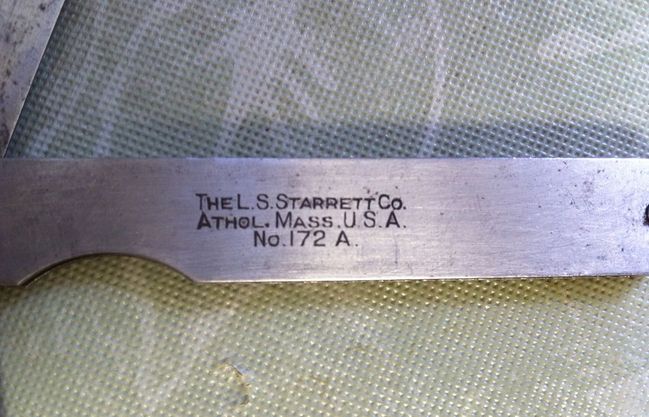 THE L.S. STARRETT CO.
ATHOL. MASS. U.S.A.
NO. 172 A.